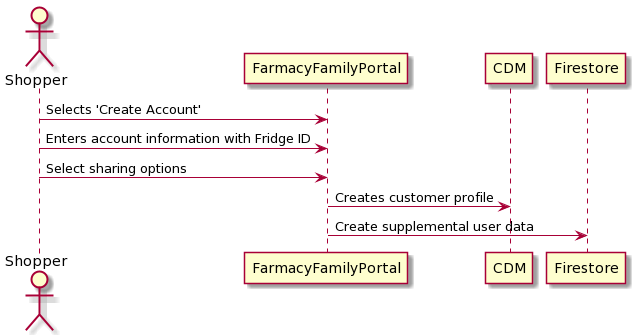 Shopper
FarmacyFamilyPortal
CDM
Firestore
Selects 'Create Account'
Enters account information with Fridge ID
Select sharing options
Creates customer profile
Create supplemental user data
Shopper
FarmacyFamilyPortal
CDM
Firestore